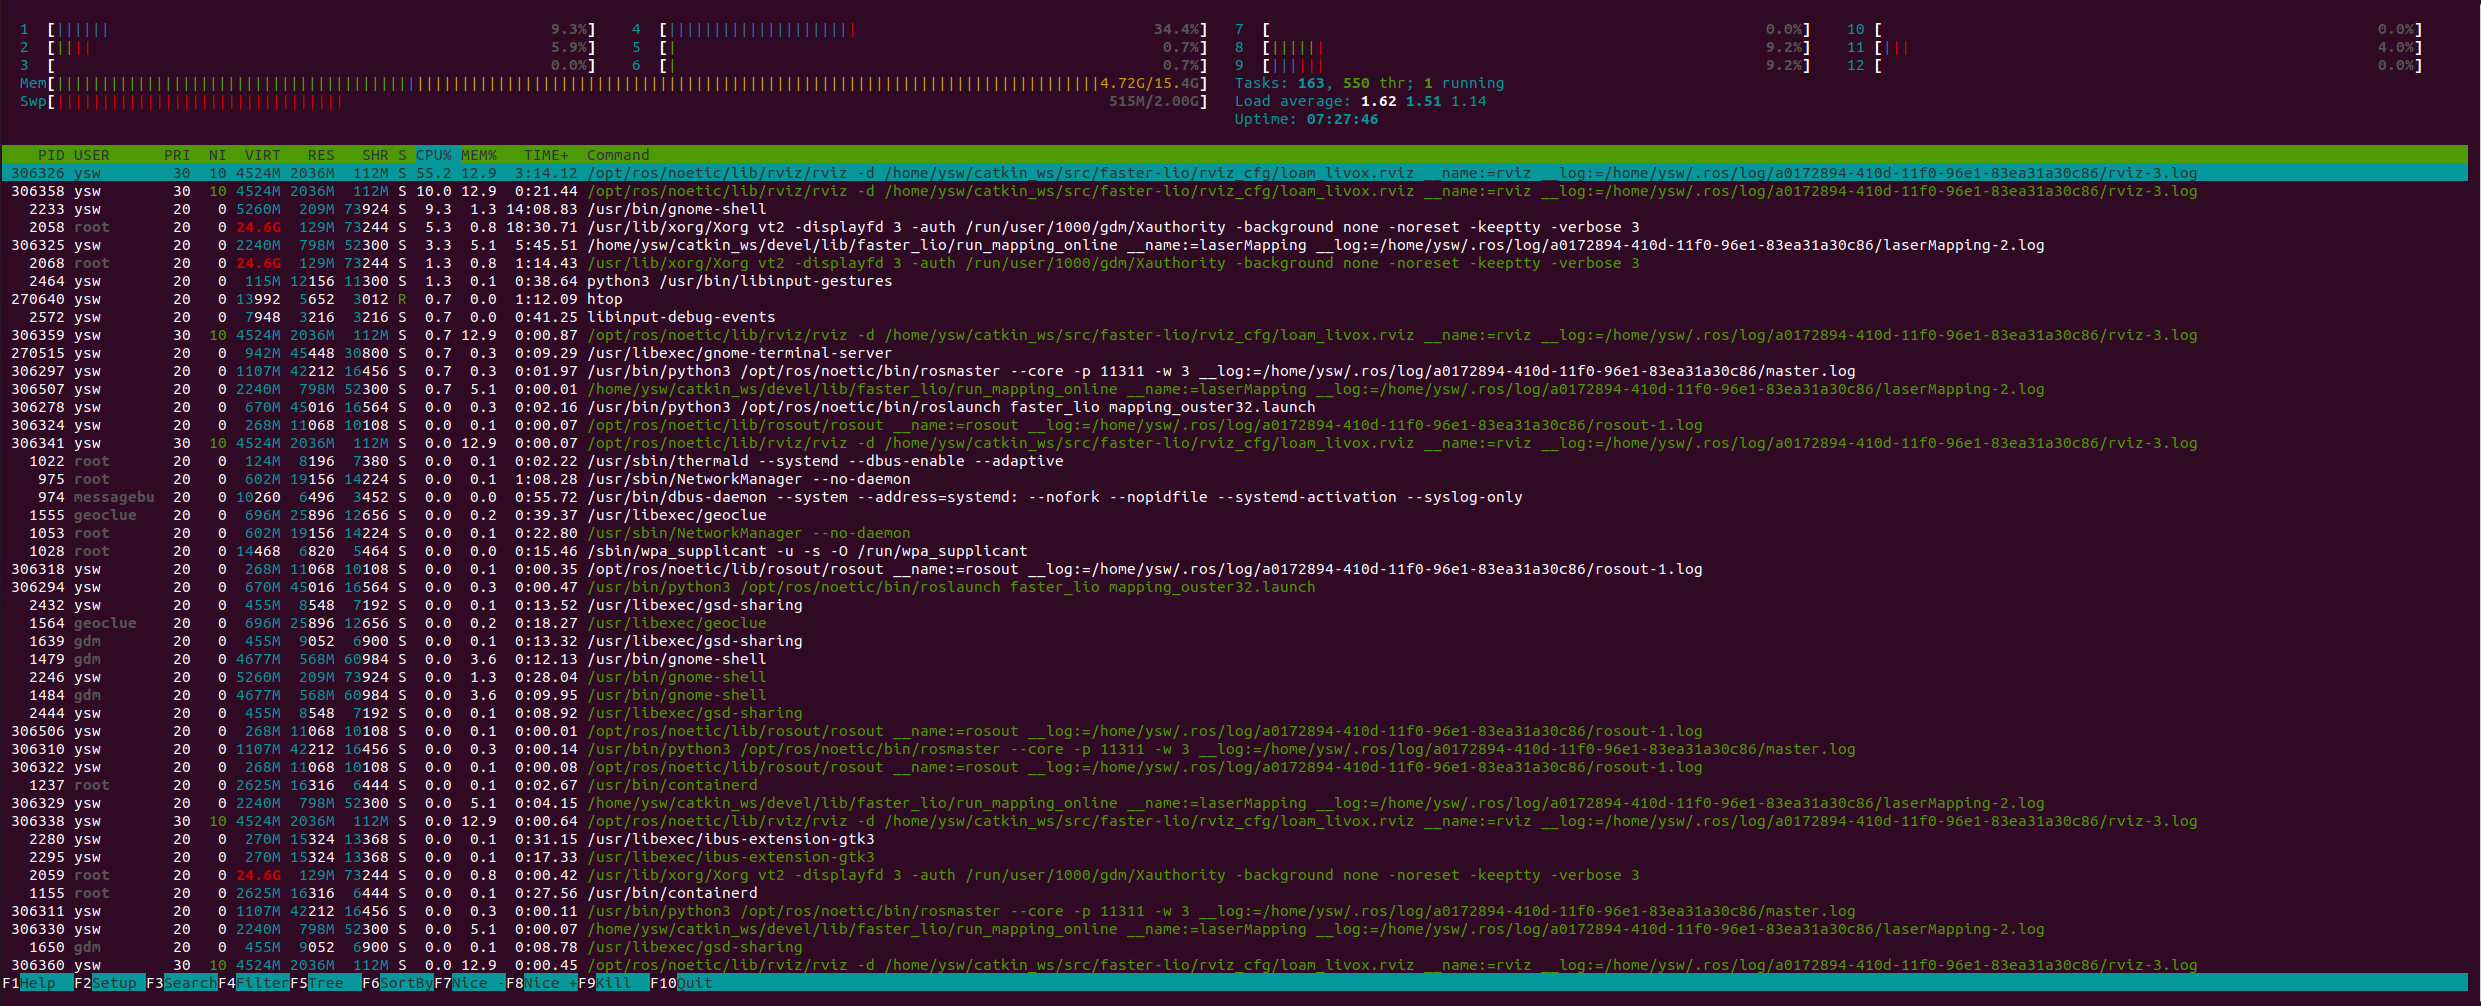 1 [|||||| 9.3%] 4 [||||||||||||||||||||| 34.4%] 7 [ 0.0%] 10 [ 0.0%]
2 [|||| 5.9%] 5 [| 0.7%] 8 [|||||| 9.2%] 11 [||| 4.0%]
3 [ 0.0%] 6 [| 0.7%] 9 [|||||| 9.2%] 12 [ 0.0%]
Mem[||||||||||||||||||||||||||||||||||||||||||||||||||||||||||||||||||||||||||||||||||||||||||||||||||||||||||||||||||||4.72G/15.4G] Tasks: 163, 550 thr; 1 running
Swp[|||||||||||||||||||||||||||||||| 515M/2.00G] Load average: 1.62 1.51 1.14
Uptime: 07:27:46
PID USER PRI NI VIRT RES SHR S CPU% MEM% TIME+ Command
306326 ysw 30 10 4524M 2036M 112M S 55.2 12.9 3:14.12 /opt/ros/noetic/lib/rviz/rviz -d /home/ysw/catkin_ws/src/faster-lio/rviz_cfg/loam_livox.rviz __name:=rviz __log:=/home/ysw/.ros/log/a0172894-410d-11f0-96e1-83ea31a30c86/rviz-3.log
306358 ysw 30 10 4524M 2036M 112M S 10.0 12.9 0:21.44 /opt/ros/noetic/lib/rviz/rviz -d /home/ysw/catkin_ws/src/faster-lio/rviz_cfg/loam_livox.rviz __name:=rviz __log:=/home/ysw/.ros/log/a0172894-410d-11f0-96e1-83ea31a30c86/rviz-3.log
2233 ysw 20 0 5260M 209M 73924 S 9.3 1.3 14:08.83 /usr/bin/gnome-shell
2058 root 20 0 24.6G 129M 73244 S 5.3 0.8 18:30.71 /usr/lib/xorg/Xorg vt2 -displayfd 3 -auth /run/user/1000/gdm/Xauthority -background none -noreset -keeptty -verbose 3
306325 ysw 20 0 2240M 798M 52300 S 3.3 5.1 5:45.51 /home/ysw/catkin_ws/devel/lib/faster_lio/run_mapping_online __name:=laserMapping __log:=/home/ysw/.ros/log/a0172894-410d-11f0-96e1-83ea31a30c86/laserMapping-2.log
2068 root 20 0 24.6G 129M 73244 S 1.3 0.8 1:14.43 /usr/lib/xorg/Xorg vt2 -displayfd 3 -auth /run/user/1000/gdm/Xauthority -background none -noreset -keeptty -verbose 3
2464 ysw 20 0 115M 12156 11300 S 1.3 0.1 0:38.64 python3 /usr/bin/libinput-gestures
270640 ysw 20 0 13992 5652 3012 R 0.7 0.0 1:12.09 htop
2572 ysw 20 0 7948 3216 3216 S 0.7 0.0 0:41.25 libinput-debug-events
306359 ysw 30 10 4524M 2036M 112M S 0.7 12.9 0:00.87 /opt/ros/noetic/lib/rviz/rviz -d /home/ysw/catkin_ws/src/faster-lio/rviz_cfg/loam_livox.rviz __name:=rviz __log:=/home/ysw/.ros/log/a0172894-410d-11f0-96e1-83ea31a30c86/rviz-3.log
270515 ysw 20 0 942M 45448 30800 S 0.7 0.3 0:09.29 /usr/libexec/gnome-terminal-server
306297 ysw 20 0 1107M 42212 16456 S 0.7 0.3 0:01.97 /usr/bin/python3 /opt/ros/noetic/bin/rosmaster --core -p 11311 -w 3 __log:=/home/ysw/.ros/log/a0172894-410d-11f0-96e1-83ea31a30c86/master.log
306507 ysw 20 0 2240M 798M 52300 S 0.7 5.1 0:00.01 /home/ysw/catkin_ws/devel/lib/faster_lio/run_mapping_online __name:=laserMapping __log:=/home/ysw/.ros/log/a0172894-410d-11f0-96e1-83ea31a30c86/laserMapping-2.log
306278 ysw 20 0 670M 45016 16564 S 0.0 0.3 0:02.16 /usr/bin/python3 /opt/ros/noetic/bin/roslaunch faster_lio mapping_ouster32.launch
306324 ysw 20 0 268M 11068 10108 S 0.0 0.1 0:00.07 /opt/ros/noetic/lib/rosout/rosout __name:=rosout __log:=/home/ysw/.ros/log/a0172894-410d-11f0-96e1-83ea31a30c86/rosout-1.log
306341 ysw 30 10 4524M 2036M 112M S 0.0 12.9 0:00.07 /opt/ros/noetic/lib/rviz/rviz -d /home/ysw/catkin_ws/src/faster-lio/rviz_cfg/loam_livox.rviz __name:=rviz __log:=/home/ysw/.ros/log/a0172894-410d-11f0-96e1-83ea31a30c86/rviz-3.log
1022 root 20 0 124M 8196 7380 S 0.0 0.1 0:02.22 /usr/sbin/thermald --systemd --dbus-enable --adaptive
975 root 20 0 602M 19156 14224 S 0.0 0.1 1:08.28 /usr/sbin/NetworkManager --no-daemon
974 messagebu 20 0 10260 6496 3452 S 0.0 0.0 0:55.72 /usr/bin/dbus-daemon --system --address=systemd: --nofork --nopidfile --systemd-activation --syslog-only
1555 geoclue 20 0 696M 25896 12656 S 0.0 0.2 0:39.37 /usr/libexec/geoclue
1053 root 20 0 602M 19156 14224 S 0.0 0.1 0:22.80 /usr/sbin/NetworkManager --no-daemon
1028 root 20 0 14468 6820 5464 S 0.0 0.0 0:15.46 /sbin/wpa_supplicant -u -s -O /run/wpa_supplicant
306318 ysw 20 0 268M 11068 10108 S 0.0 0.1 0:00.35 /opt/ros/noetic/lib/rosout/rosout __name:=rosout __log:=/home/ysw/.ros/log/a0172894-410d-11f0-96e1-83ea31a30c86/rosout-1.log
306294 ysw 20 0 670M 45016 16564 S 0.0 0.3 0:00.47 /usr/bin/python3 /opt/ros/noetic/bin/roslaunch faster_lio mapping_ouster32.launch
2432 ysw 20 0 455M 8548 7192 S 0.0 0.1 0:13.52 /usr/libexec/gsd-sharing
1564 geoclue 20 0 696M 25896 12656 S 0.0 0.2 0:18.27 /usr/libexec/geoclue
1639 gdm 20 0 455M 9052 6900 S 0.0 0.1 0:13.32 /usr/libexec/gsd-sharing
1479 gdm 20 0 4677M 568M 60984 S 0.0 3.6 0:12.13 /usr/bin/gnome-shell
2246 ysw 20 0 5260M 209M 73924 S 0.0 1.3 0:28.04 /usr/bin/gnome-shell
1484 gdm 20 0 4677M 568M 60984 S 0.0 3.6 0:09.95 /usr/bin/gnome-shell
2444 ysw 20 0 455M 8548 7192 S 0.0 0.1 0:08.92 /usr/libexec/gsd-sharing
306506 ysw 20 0 268M 11068 10108 S 0.0 0.1 0:00.01 /opt/ros/noetic/lib/rosout/rosout __name:=rosout __log:=/home/ysw/.ros/log/a0172894-410d-11f0-96e1-83ea31a30c86/rosout-1.log
306310 ysw 20 0 1107M 42212 16456 S 0.0 0.3 0:00.14 /usr/bin/python3 /opt/ros/noetic/bin/rosmaster --core -p 11311 -w 3 __log:=/home/ysw/.ros/log/a0172894-410d-11f0-96e1-83ea31a30c86/master.log
306322 ysw 20 0 268M 11068 10108 S 0.0 0.1 0:00.08 /opt/ros/noetic/lib/rosout/rosout __name:=rosout __log:=/home/ysw/.ros/log/a0172894-410d-11f0-96e1-83ea31a30c86/rosout-1.log
1237 root 20 0 2625M 16316 6444 S 0.0 0.1 0:02.67 /usr/bin/containerd
306329 ysw 20 0 2240M 798M 52300 S 0.0 5.1 0:04.15 /home/ysw/catkin_ws/devel/lib/faster_lio/run_mapping_online __name:=laserMapping __log:=/home/ysw/.ros/log/a0172894-410d-11f0-96e1-83ea31a30c86/laserMapping-2.log
306338 ysw 30 10 4524M 2036M 112M S 0.0 12.9 0:00.64 /opt/ros/noetic/lib/rviz/rviz -d /home/ysw/catkin_ws/src/faster-lio/rviz_cfg/loam_livox.rviz __name:=rviz __log:=/home/ysw/.ros/log/a0172894-410d-11f0-96e1-83ea31a30c86/rviz-3.log
2280 ysw 20 0 270M 15324 13368 S 0.0 0.1 0:31.15 /usr/libexec/ibus-extension-gtk3
2295 ysw 20 0 270M 15324 13368 S 0.0 0.1 0:17.33 /usr/libexec/ibus-extension-gtk3
2059 root 20 0 24.6G 129M 73244 S 0.0 0.8 0:00.42 /usr/lib/xorg/Xorg vt2 -displayfd 3 -auth /run/user/1000/gdm/Xauthority -background none -noreset -keeptty -verbose 3
1155 root 20 0 2625M 16316 6444 S 0.0 0.1 0:27.56 /usr/bin/containerd
306311 ysw 20 0 1107M 42212 16456 S 0.0 0.3 0:00.11 /usr/bin/python3 /opt/ros/noetic/bin/rosmaster --core -p 11311 -w 3 __log:=/home/ysw/.ros/log/a0172894-410d-11f0-96e1-83ea31a30c86/master.log
306330 ysw 20 0 2240M 798M 52300 S 0.0 5.1 0:00.07 /home/ysw/catkin_ws/devel/lib/faster_lio/run_mapping_online __name:=laserMapping __log:=/home/ysw/.ros/log/a0172894-410d-11f0-96e1-83ea31a30c86/laserMapping-2.log
1650 gdm 20 0 455M 9052 6900 S 0.0 0.1 0:08.78 /usr/libexec/gsd-sharing
306360 ysw 30 10 4524M 2036M 112M S 0.0 12.9 0:00.45 /opt/ros/noetic/lib/rviz/rviz -d /home/ysw/catkin_ws/src/faster-lio/rviz_cfg/loam_livox.rviz __name:=rviz __log:=/home/ysw/.ros/log/a0172894-410d-11f0-96e1-83ea31a30c86/rviz-3.log
F1Help F2Setup F3SearchF4FilterF5Tree F6SortByF7Nice -F8Nice +F9Kill F10Quit